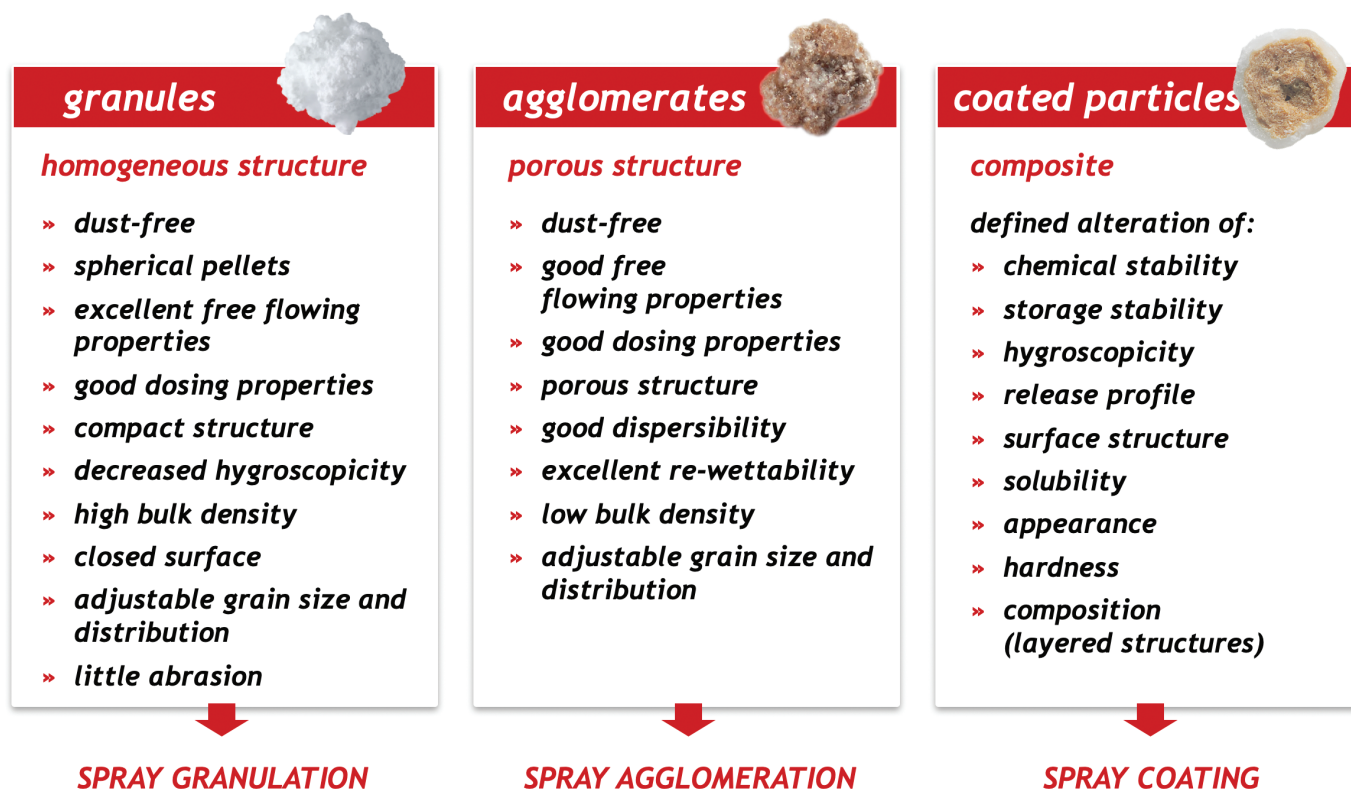 granules
homogeneous structure
» dust-free
» spherical pellets
» excellent free flowing
properties
» good dosing properties
» compact structure
» decreased hygroscopicity
» high bulk density
» closed surface
» adjustable grain size and
distribution
» little abrasion
SPRAY GRANULATION
agglomerates
porous structure
» dust-free
» good free
flowing properties
» good dosing properties
» porous structure
» good dispersibility
» excellent re-wettability
» low bulk density
» adjustable grain size and
distribution
SPRAY AGGLOMERATION
coated particles
composite
defined alteration of:
» chemical stability
» storage stability
» hygroscopicity
» release profile
» surface structure
» solubility
» appearance
» hardness
» composition
(layered structures)
SPRAY COATING